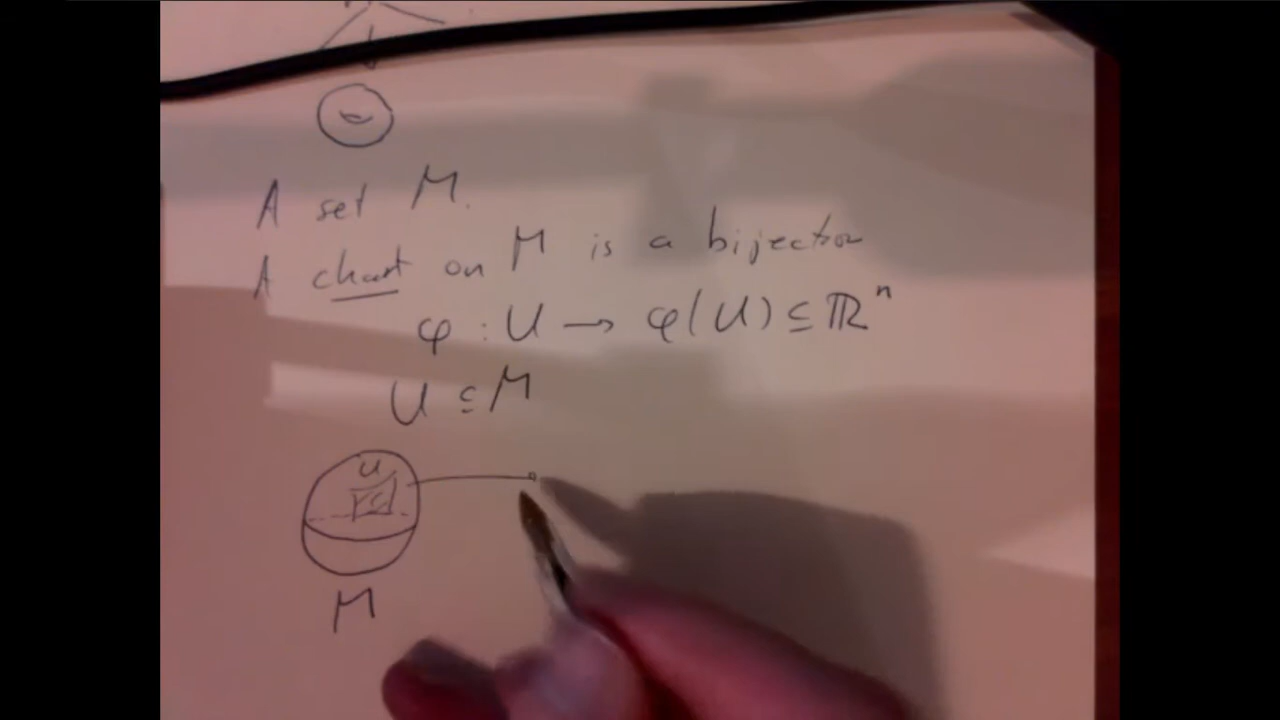 A set M.
A chart on M is a bijection
φ : U → φ(U) ⊆ ℝⁿ
U ⊆ M
U
M